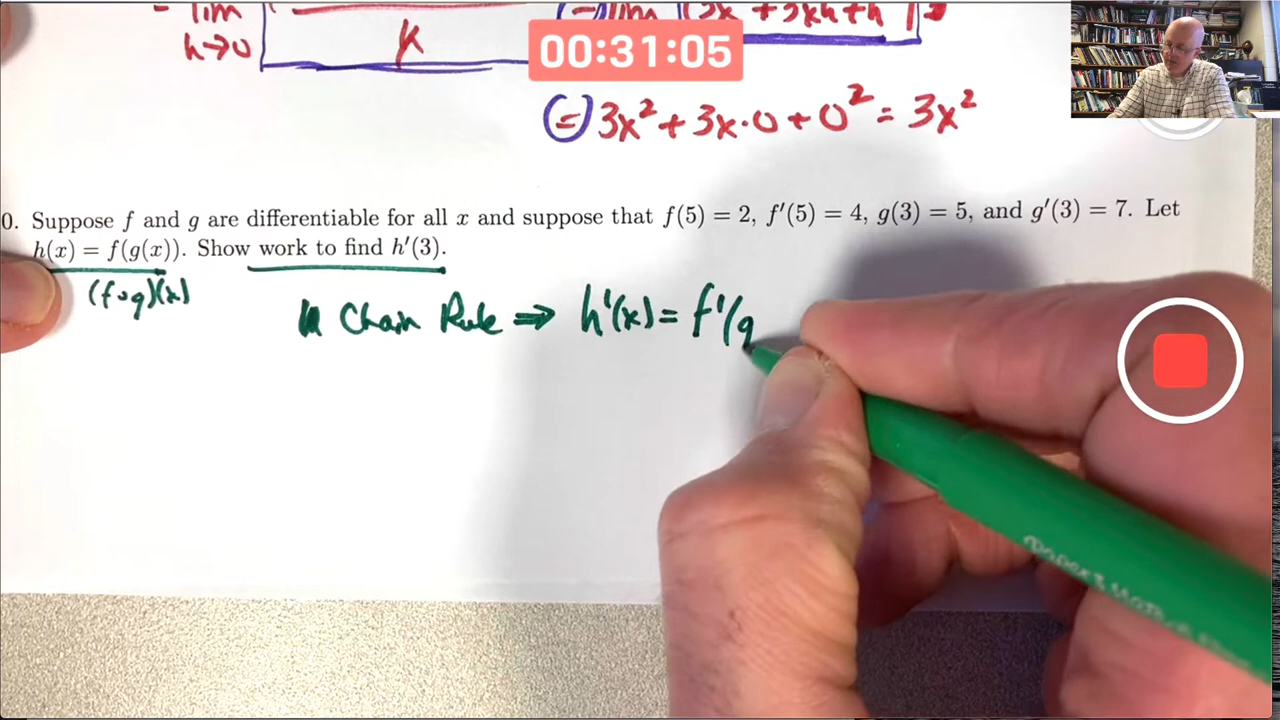 lim
h→0
h
00:31:05
(=) 3x² + 3x·0 + 0² = 3x²
0. Suppose f and g are differentiable for all x and suppose that f(5) = 2, f′(5) = 4, g(3) = 5, and g′(3) = 7. Let
h(x) = f(g(x)). Show work to find h′(3).
(f∘g)(x)
Chain Rule ⇒ h'(x) = f'(g